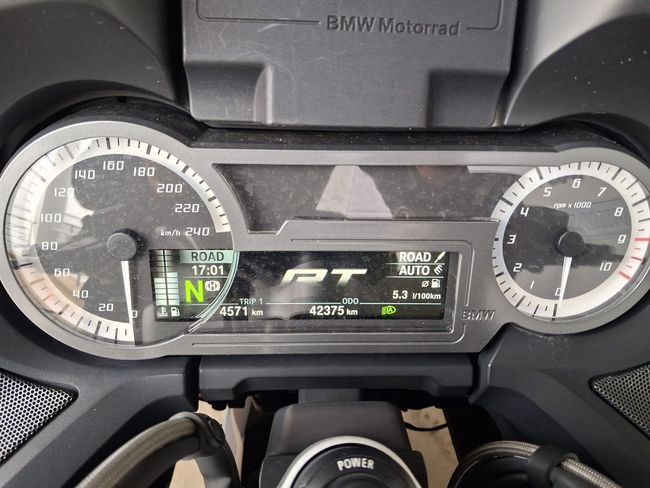 BMW Motorrad
140 160 180
120 200
100 220
80 km/h 240
60
40
20
0
ROAD
17:01
N
TRIP 1
4571 km
RT
ODO
42375 km
ROAD
AUTO
Ø
5.3 l/100km
BMW
5 6 7
4 rpm x 1000 8
3 9
2 10
1 0
POWER